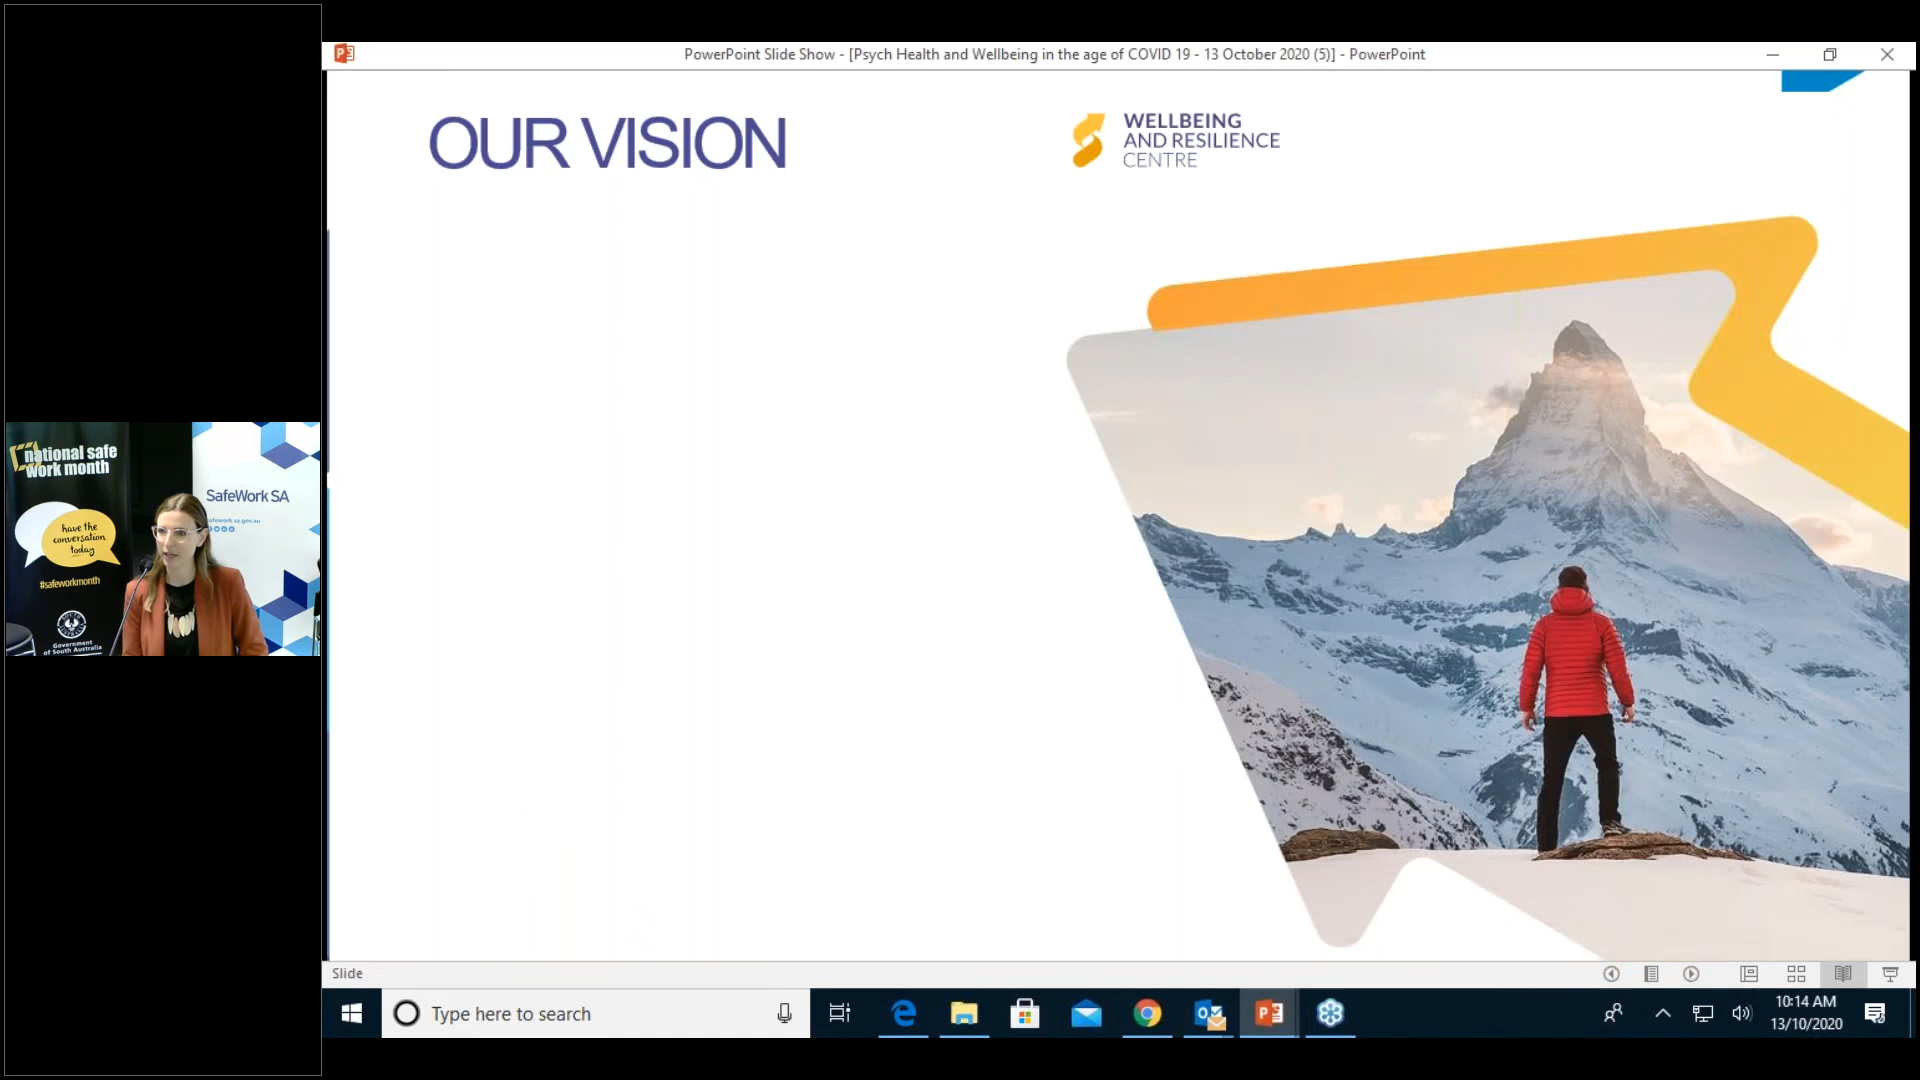 PowerPoint Slide Show - [Psych Health and Wellbeing in the age of COVID 19 - 13 October 2020 (5)] - PowerPoint
OUR VISION
WELLBEING
AND RESILIENCE
CENTRE
national safe
work month
have the
conversation
today
#safeworkmonth
Government
of South Australia
SafeWork SA
Slide
Type here to search
10:14 AM
13/10/2020